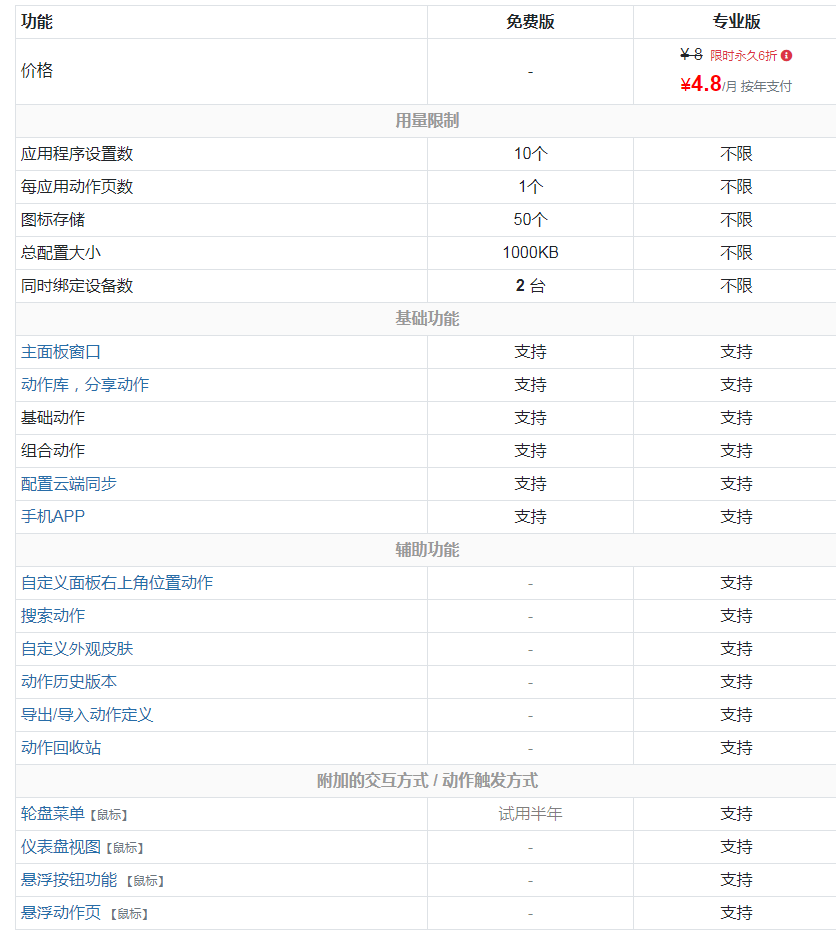 功能 免费版 专业版
价格 - ¥ 8 限时永久6折
¥4.8/月 按年支付
用量限制
应用程序设置数 10个 不限
每应用动作页数 1个 不限
图标存储 50个 不限
总配置大小 1000KB 不限
同时绑定设备数 2 台 不限
基础功能
主面板窗口 支持 支持
动作库，分享动作 支持 支持
基础动作 支持 支持
组合动作 支持 支持
配置云端同步 支持 支持
手机APP 支持 支持
辅助功能
自定义面板右上角位置动作 - 支持
搜索动作 - 支持
自定义外观皮肤 - 支持
动作历史版本 - 支持
导出/导入动作定义 - 支持
动作回收站 - 支持
附加的交互方式 / 动作触发方式
轮盘菜单【鼠标】 试用半年 支持
仪表盘视图【鼠标】 - 支持
悬浮按钮功能 【鼠标】 - 支持
悬浮动作页 【鼠标】 - 支持